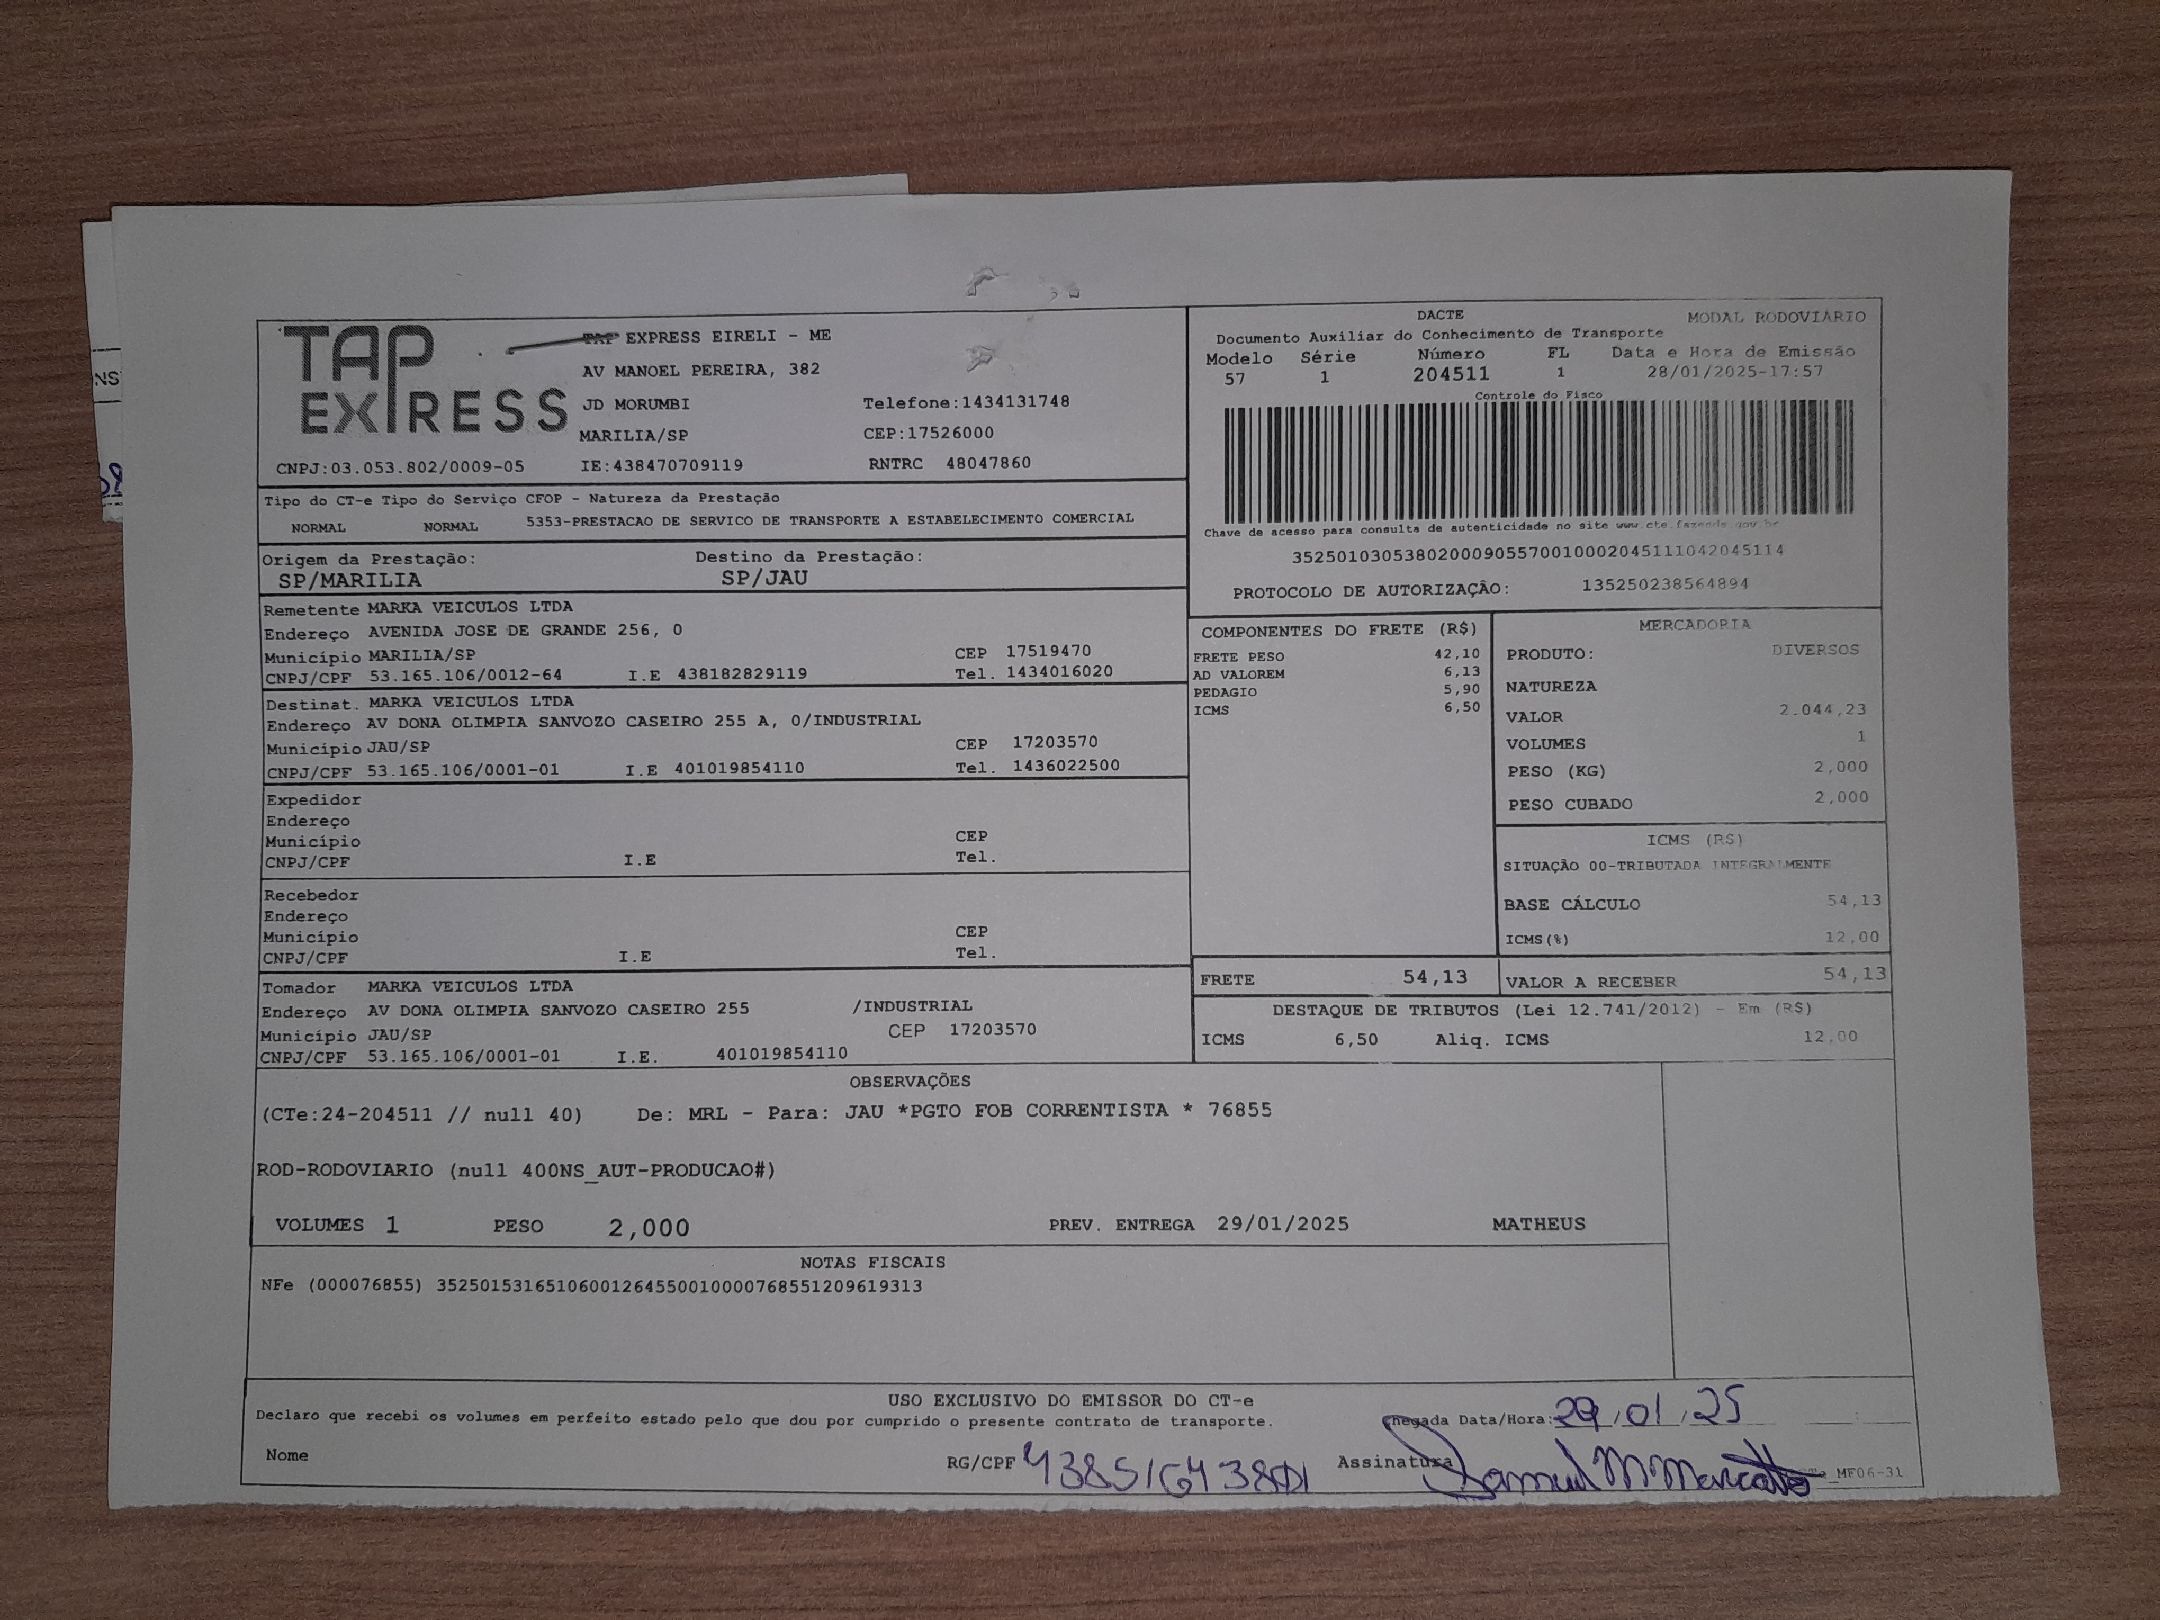 TAP
EXPRESS
TAP EXPRESS EIRELI - ME
AV MANOEL PEREIRA, 382
JD MORUMBI Telefone:1434131748
MARILIA/SP CEP:17526000
CNPJ:03.053.802/0009-05 IE:438470709119 RNTRC 48047860
DACTE MODAL RODOVIARIO
Documento Auxiliar do Conhecimento de Transporte
Modelo Série Número FL Data e Hora de Emissão
57 1 204511 1 28/01/2025-17:57
Controle do Fisco
Chave de acesso para consulta de autenticidade no site www.cte.fazenda.gov.br
35250103053802000905570010002045111042045114
PROTOCOLO DE AUTORIZAÇÃO: 135250238564894
Tipo do CT-e Tipo do Serviço CFOP - Natureza da Prestação
NORMAL NORMAL 5353-PRESTACAO DE SERVICO DE TRANSPORTE A ESTABELECIMENTO COMERCIAL
Origem da Prestação: Destino da Prestação:
SP/MARILIA SP/JAU
Remetente MARKA VEICULOS LTDA
Endereço AVENIDA JOSE DE GRANDE 256, 0
Município MARILIA/SP CEP 17519470
CNPJ/CPF 53.165.106/0012-64 I.E 438182829119 Tel. 1434016020
Destinat. MARKA VEICULOS LTDA
Endereço AV DONA OLIMPIA SANVOZO CASEIRO 255 A, 0/INDUSTRIAL
Município JAU/SP CEP 17203570
CNPJ/CPF 53.165.106/0001-01 I.E 401019854110 Tel. 1436022500
Expedidor
Endereço
Município CEP
CNPJ/CPF I.E Tel.
Recebedor
Endereço
Município CEP
CNPJ/CPF I.E Tel.
Tomador MARKA VEICULOS LTDA
Endereço AV DONA OLIMPIA SANVOZO CASEIRO 255 /INDUSTRIAL
Município JAU/SP CEP 17203570
CNPJ/CPF 53.165.106/0001-01 I.E. 401019854110
COMPONENTES DO FRETE (R$)
FRETE PESO 42,10
AD VALOREM 6,13
PEDAGIO 5,90
ICMS 6,50
MERCADORIA
PRODUTO: DIVERSOS
NATUREZA
VALOR 2.044,23
VOLUMES 1
PESO (KG) 2,000
PESO CUBADO 2,000
ICMS (R$)
SITUAÇÃO 00-TRIBUTADA INTEGRALMENTE
BASE CÁLCULO 54,13
ICMS(%) 12,00
FRETE 54,13 VALOR A RECEBER 54,13
DESTAQUE DE TRIBUTOS (Lei 12.741/2012) - Em (R$)
ICMS 6,50 Aliq. ICMS 12,00
OBSERVAÇÕES
(CTe:24-204511 // null 40) De: MRL - Para: JAU *PGTO FOB CORRENTISTA * 76855
ROD-RODOVIARIO (null 400NS_AUT-PRODUCAO#)
VOLUMES 1 PESO 2,000 PREV. ENTREGA 29/01/2025 MATHEUS
NOTAS FISCAIS
NFe (000076855) 35250153165106001264550010000768551209619313
USO EXCLUSIVO DO EMISSOR DO CT-e
Declaro que recebi os volumes em perfeito estado pelo que dou por cumprido o presente contrato de transporte. Chegada Data/Hora: 29/01/25
Nome RG/CPF 43851643801 Assinatura
MF06-31
NS